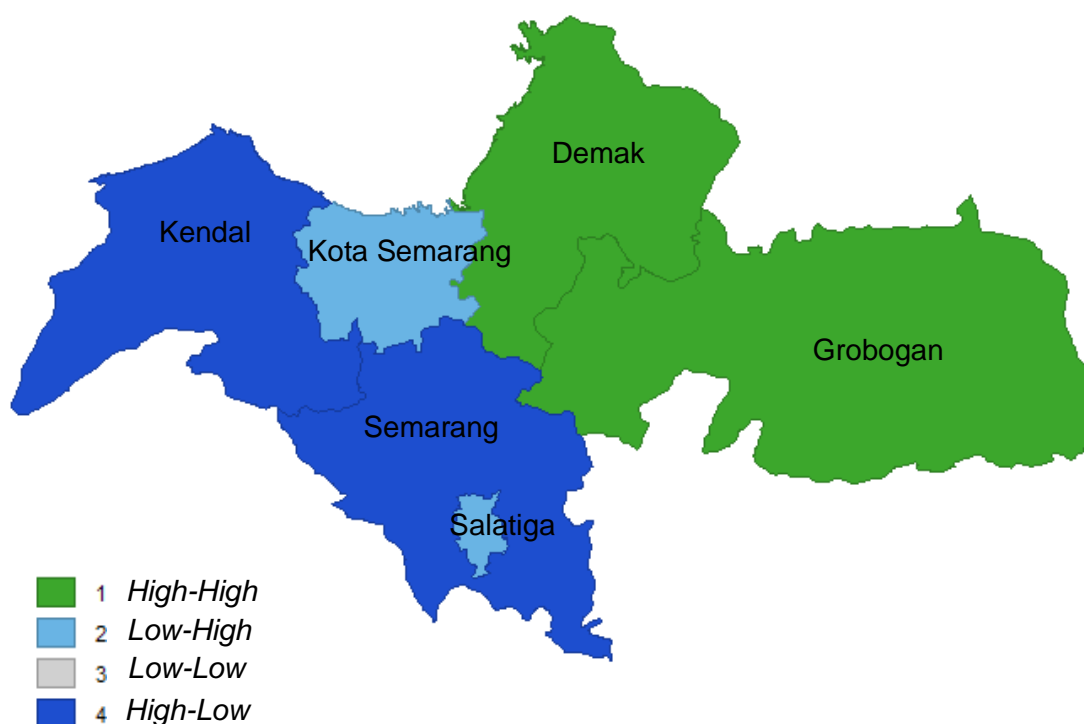 Demak
Kendal
Kota Semarang
Grobogan
Semarang
Salatiga
1 High-High
2 Low-High
3 Low-Low
4 High-Low